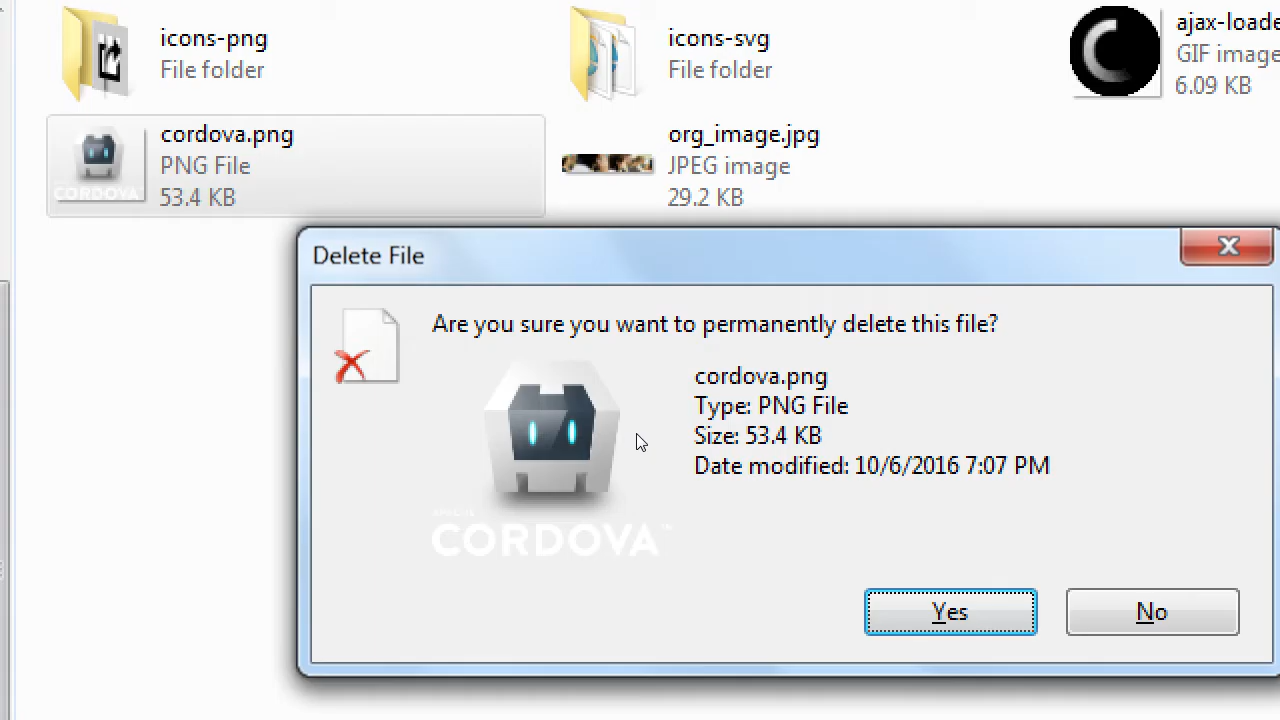 icons-png
File folder
icons-svg
File folder
ajax-loade
GIF image
6.09 KB
cordova.png
PNG File
53.4 KB
CORDOVA
org_image.jpg
JPEG image
29.2 KB
Delete File
Are you sure you want to permanently delete this file?
cordova.png
Type: PNG File
Size: 53.4 KB
Date modified: 10/6/2016 7:07 PM
APACHE
CORDOVA™
Yes
No